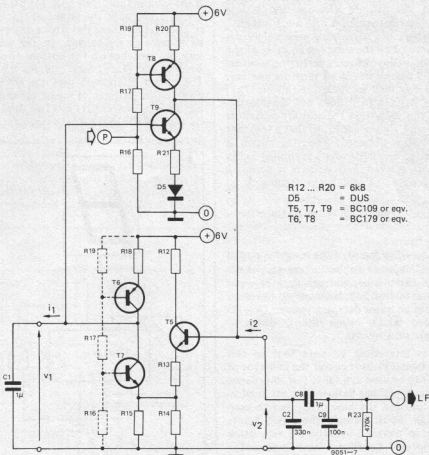 + 6V
R19
R20
T8
R17
T9
P
R16
R21
D5
0
R12 ... R20 = 6k8
D5 = DUS
T5, T7, T9 = BC109 or eqv.
T6, T8 = BC179 or eqv.
+ 6V
R19
R18
R12
i1
T6
T5
i2
R17
C1
1µ
v1
T7
R13
C8
1µ
LF
R16
R15
R14
v2
C2
330n
C9
100n
R23
470k
0
9051-7